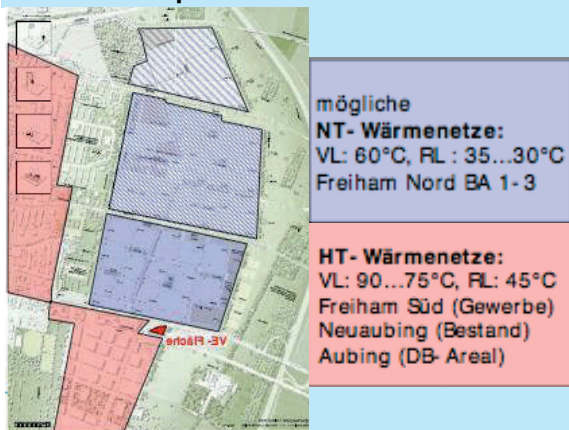 mögliche
NT- Wärmenetze:
VL: 60°C, RL : 35...30°C
Freiham Nord BA 1-3
HT- Wärmenetze:
VL: 90...75°C, RL: 45°C
Freiham Süd (Gewerbe)
Neuaubing (Bestand)
Aubing (DB- Areal)
VE- Fläche